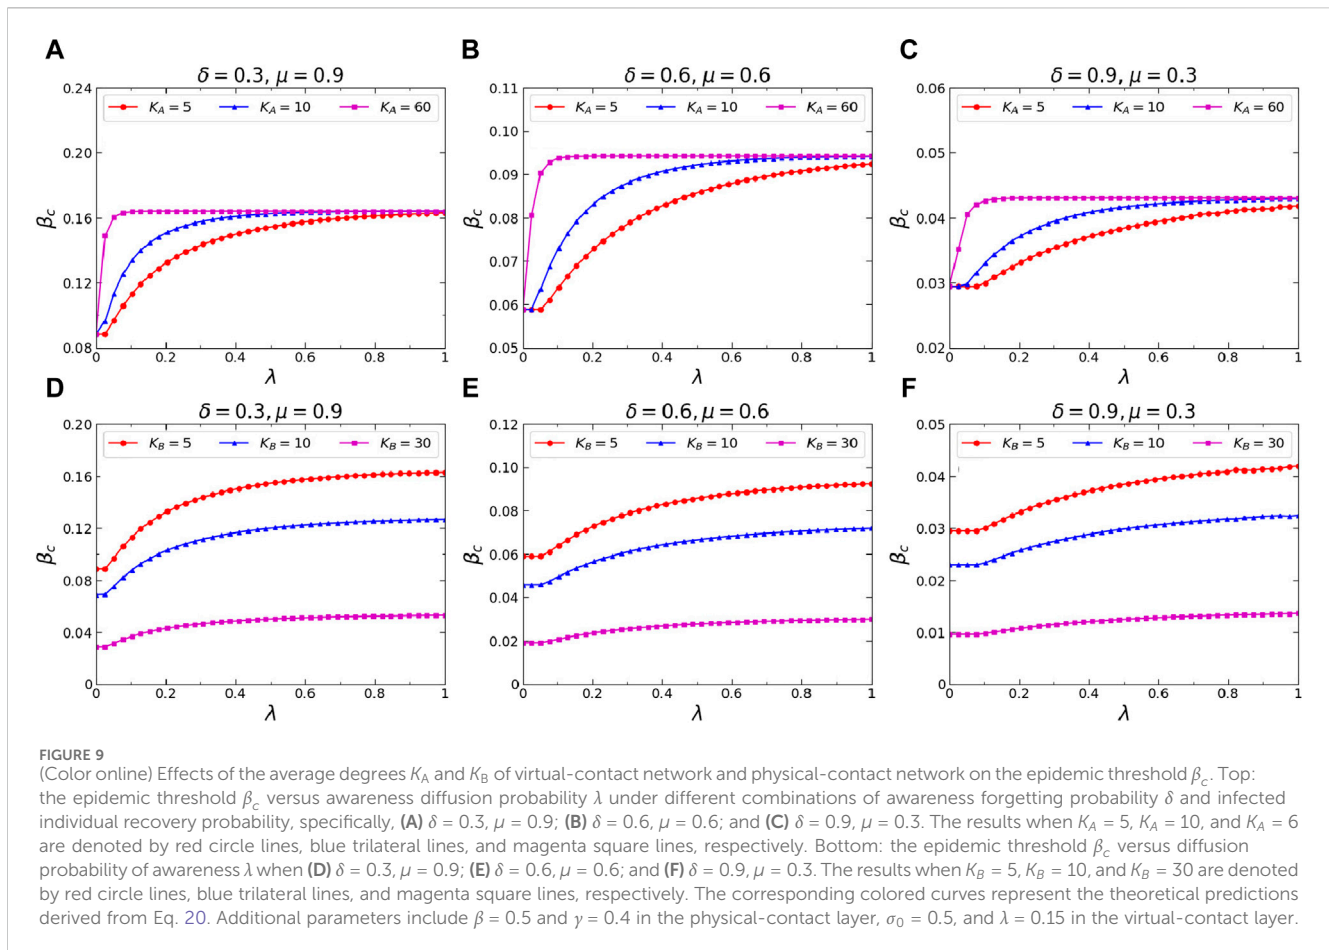 A
δ = 0.3, μ = 0.9
K_A = 5 K_A = 10 K_A = 60
0.24
0.20
0.16
0.12
0.08
β_c
0 0.2 0.4 0.6 0.8 1
λ
B
δ = 0.6, μ = 0.6
K_A = 5 K_A = 10 K_A = 60
0.11
0.10
0.09
0.08
0.07
0.06
0.05
β_c
0 0.2 0.4 0.6 0.8 1
λ
C
δ = 0.9, μ = 0.3
K_A = 5 K_A = 10 K_A = 60
0.06
0.05
0.04
0.03
0.02
β_c
0 0.2 0.4 0.6 0.8 1
λ
D
δ = 0.3, μ = 0.9
K_B = 5 K_B = 10 K_B = 30
0.20
0.16
0.12
0.08
0.04
0
β_c
0 0.2 0.4 0.6 0.8 1
λ
E
δ = 0.6, μ = 0.6
K_B = 5 K_B = 10 K_B = 30
0.12
0.10
0.08
0.06
0.04
0.02
0
β_c
0 0.2 0.4 0.6 0.8 1
λ
F
δ = 0.9, μ = 0.3
K_B = 5 K_B = 10 K_B = 30
0.05
0.04
0.03
0.02
0.01
0
β_c
0 0.2 0.4 0.6 0.8 1
λ
FIGURE 9
(Color online) Effects of the average degrees K_A and K_B of virtual-contact network and physical-contact network on the epidemic threshold β_c. Top:
the epidemic threshold β_c versus awareness diffusion probability λ under different combinations of awareness forgetting probability δ and infected
individual recovery probability, specifically, (A) δ = 0.3, μ = 0.9; (B) δ = 0.6, μ = 0.6; and (C) δ = 0.9, μ = 0.3. The results when K_A = 5, K_A = 10, and K_A = 6
are denoted by red circle lines, blue trilateral lines, and magenta square lines, respectively. Bottom: the epidemic threshold β_c versus diffusion
probability of awareness λ when (D) δ = 0.3, μ = 0.9; (E) δ = 0.6, μ = 0.6; and (F) δ = 0.9, μ = 0.3. The results when K_B = 5, K_B = 10, and K_B = 30 are denoted
by red circle lines, blue trilateral lines, and magenta square lines, respectively. The corresponding colored curves represent the theoretical predictions
derived from Eq. 20. Additional parameters include β = 0.5 and γ = 0.4 in the physical-contact layer, σ_0 = 0.5, and λ = 0.15 in the virtual-contact layer.